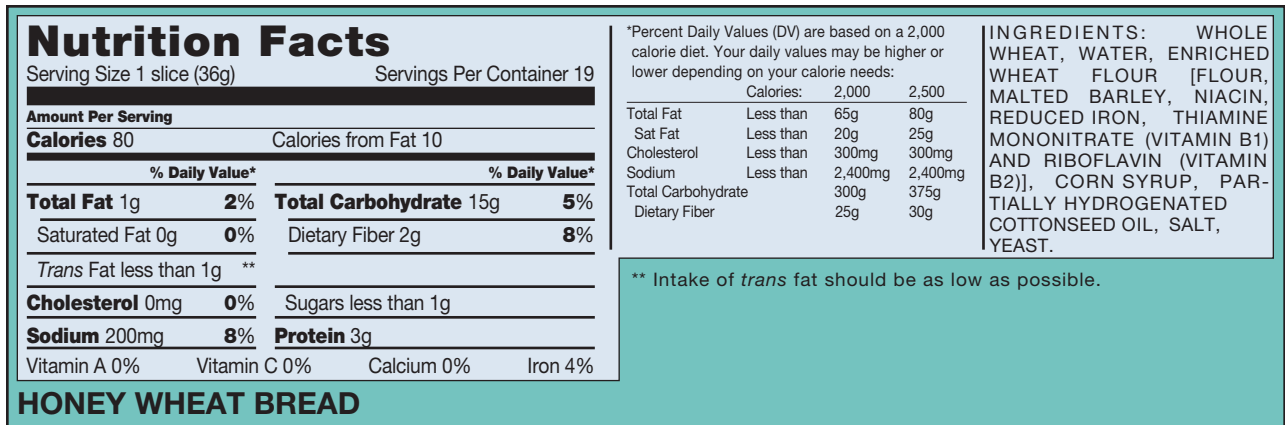 Nutrition Facts
Serving Size 1 slice (36g) Servings Per Container 19
Amount Per Serving
Calories 80 Calories from Fat 10
% Daily Value* % Daily Value*
Total Fat 1g 2% Total Carbohydrate 15g 5%
Saturated Fat 0g 0% Dietary Fiber 2g 8%
Trans Fat less than 1g **
Cholesterol 0mg 0% Sugars less than 1g
Sodium 200mg 8% Protein 3g
Vitamin A 0% Vitamin C 0% Calcium 0% Iron 4%
*Percent Daily Values (DV) are based on a 2,000
calorie diet. Your daily values may be higher or
lower depending on your calorie needs:
Calories: 2,000 2,500
Total Fat Less than 65g 80g
Sat Fat Less than 20g 25g
Cholesterol Less than 300mg 300mg
Sodium Less than 2,400mg 2,400mg
Total Carbohydrate 300g 375g
Dietary Fiber 25g 30g
INGREDIENTS: WHOLE
WHEAT, WATER, ENRICHED
WHEAT FLOUR [FLOUR,
MALTED BARLEY, NIACIN,
REDUCED IRON, THIAMINE
MONONITRATE (VITAMIN B1)
AND RIBOFLAVIN (VITAMIN
B2)], CORN SYRUP, PAR-
TIALLY HYDROGENATED
COTTONSEED OIL, SALT,
YEAST.
** Intake of trans fat should be as low as possible.
HONEY WHEAT BREAD